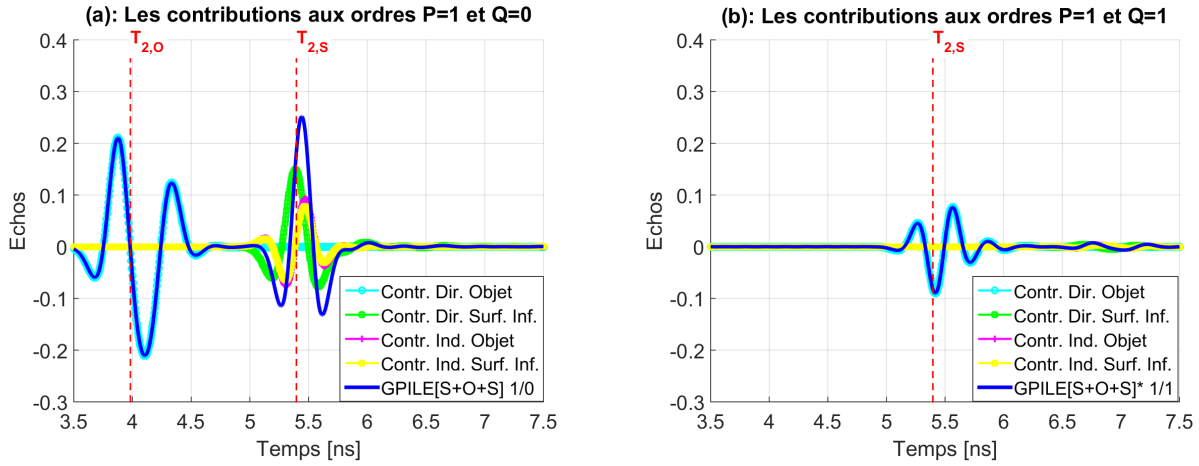 (a): Les contributions aux ordres P=1 et Q=0
T2,O
T2,S
0.4
0.3
0.2
0.1
0
-0.1
-0.2
-0.3
Echos
3.5 4 4.5 5 5.5 6 6.5 7 7.5
Temps [ns]
Contr. Dir. Objet
Contr. Dir. Surf. Inf.
Contr. Ind. Objet
Contr. Ind. Surf. Inf.
GPILE[S+O+S] 1/0
(b): Les contributions aux ordres P=1 et Q=1
T2,S
0.4
0.3
0.2
0.1
0
-0.1
-0.2
-0.3
Echos
3.5 4 4.5 5 5.5 6 6.5 7 7.5
Temps [ns]
Contr. Dir. Objet
Contr. Dir. Surf. Inf.
Contr. Ind. Objet
Contr. Ind. Surf. Inf.
GPILE[S+O+S]* 1/1